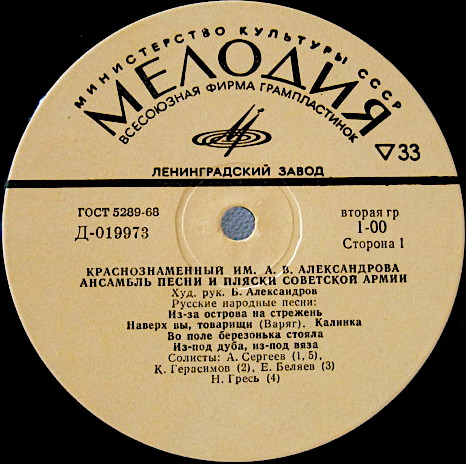 МИНИСТЕРСТВО КУЛЬТУРЫ СССР
МЕЛОДИЯ
ВСЕСОЮЗНАЯ ФИРМА ГРАМПЛАСТИНОК
▽33
ЛЕНИНГРАДСКИЙ ЗАВОД
ГОСТ 5289-68
Д-019973
вторая гр
1-00
Сторона 1
КРАСНОЗНАМЕННЫЙ ИМ. А. В. АЛЕКСАНДРОВА
АНСАМБЛЬ ПЕСНИ И ПЛЯСКИ СОВЕТСКОЙ АРМИИ
Худ. рук. Б. Александров
Русские народные песни:
Из-за острова на стрежень
Наверх вы, товарищи (Варяг). Калинка
Во поле березонька стояла
Из-под дуба, из-под вяза
Солисты: А. Сергеев (1, 5),
К. Герасимов (2), Е. Беляев (3)
Н. Гресь (4)